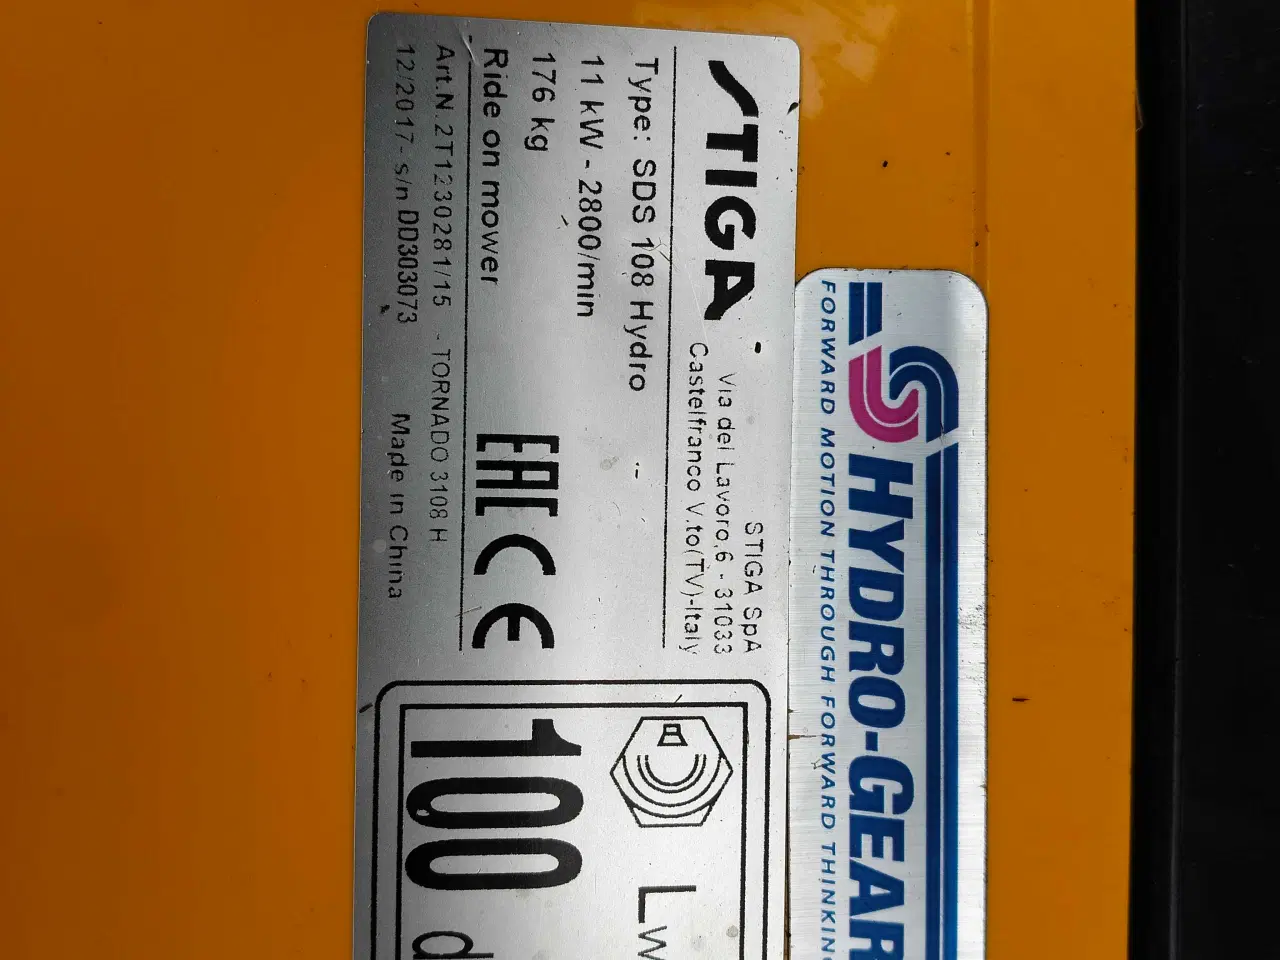 STIGA
STIGA SpA
Via del Lavoro,6 - 31033
Castelfranco V.to(TV)-Italy
Type: SDS 108 Hydro
11 kW - 2800/min
176 kg
Ride on mower
EAC CE
Art.N.2T1230281/15 - TORNADO 3108 H
12/2017- s/n DD303073 Made in China
Lw
100 d
HYDRO-GEAR
FORWARD MOTION THROUGH FORWARD THINKING